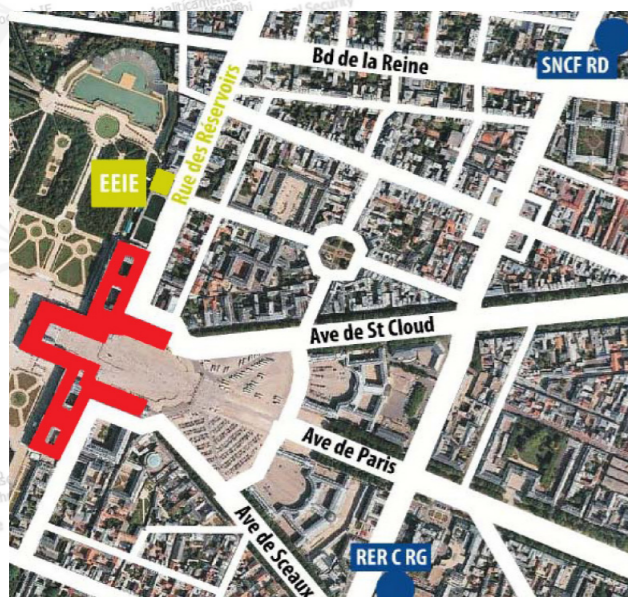 Bd de la Reine
SNCF RD
Rue des Réservoirs
EEIE
Ave de St Cloud
Ave de Paris
Ave de Sceaux
RER C RG